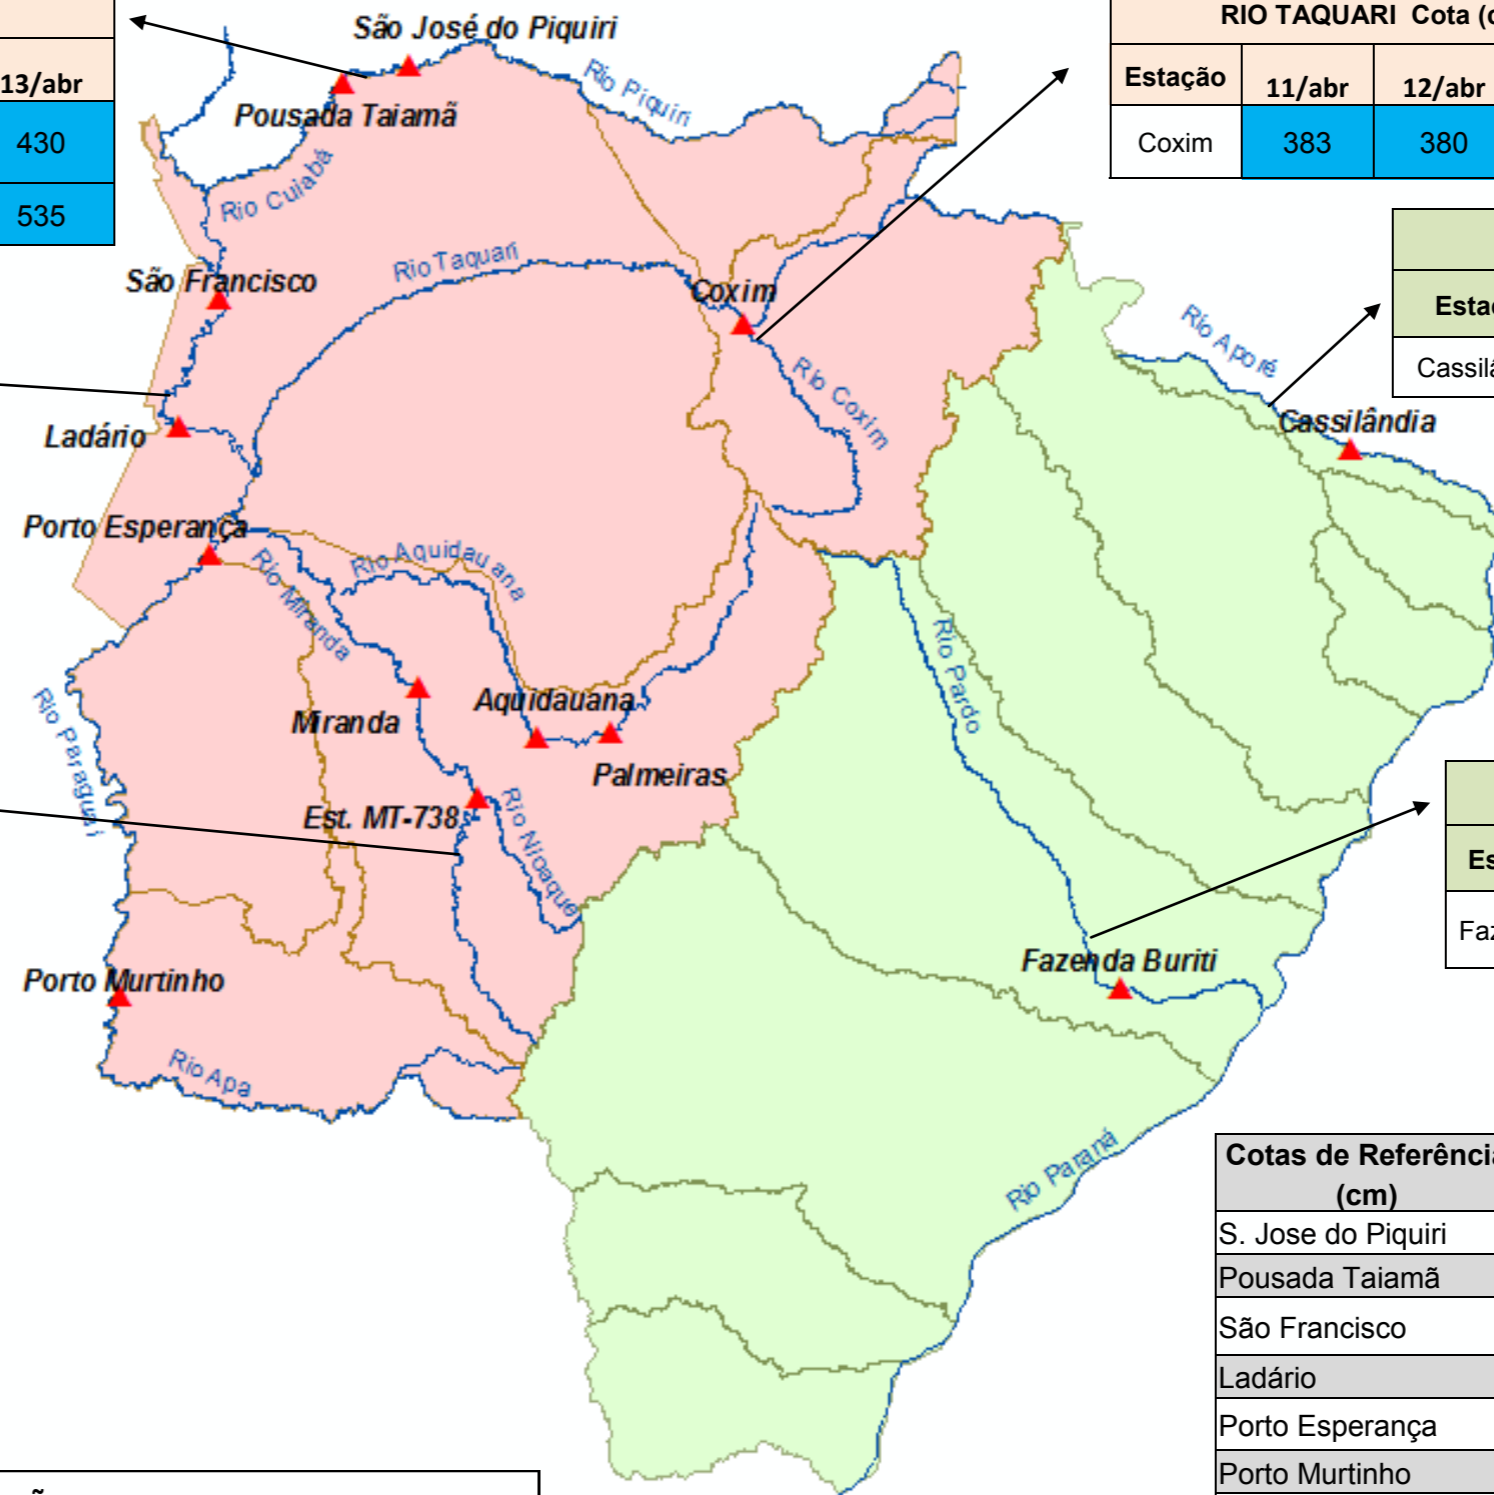 São José do Piquiri
RIO TAQUARI Cota (c
13/abr
Estação
11/abr
12/abr
Rio Piquiri
Pousada Taiamã
430
Coxim
383
380
Rio Cuiabá
535
Rio Taquari
São Francisco
Coxim
Esta
Rio Aporé
Cassil
Rio Coxim
Ladário
Cassilândia
Porto Esperança
Rio Aquidauana
Rio Miranda
Rio Pardo
Rio Paraguai
Aquidauana
Miranda
Palmeiras
Est. MT-738
Rio Nioaque
Es
Faz
Fazenda Buriti
Porto Murtinho
Rio Apa
Rio Paraná
Cotas de Referência
(cm)
S. Jose do Piquiri
Pousada Taiamã
São Francisco
Ladário
Porto Esperança
Porto Murtinho